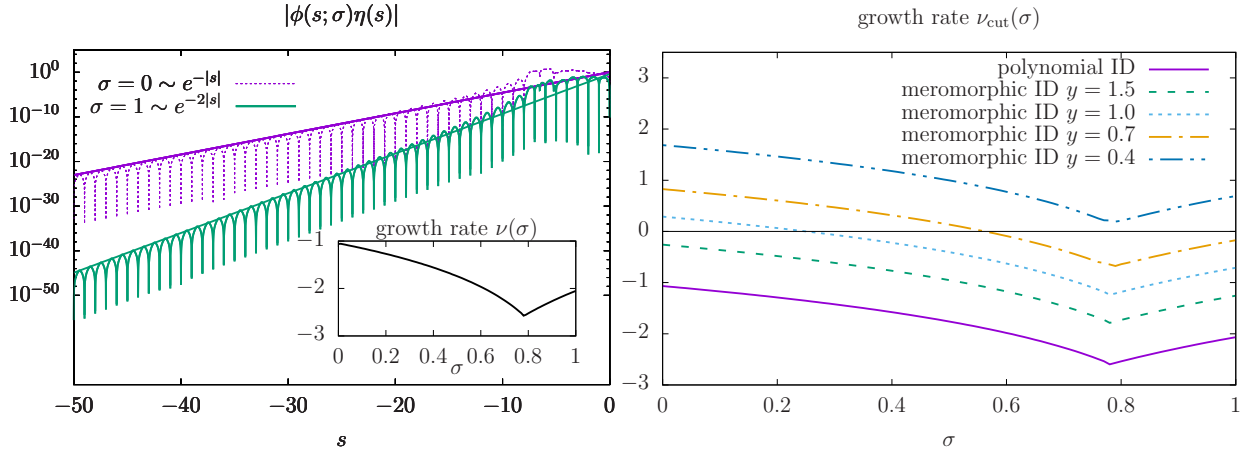 |ϕ(s; σ)η(s)|
σ = 0 ∼ e^{−|s|}
σ = 1 ∼ e^{−2|s|}
10^0
10^{−10}
10^{−20}
10^{−30}
10^{−40}
10^{−50}
−50
−40
−30
−20
−10
0
s
growth rate ν(σ)
−1
−2
−3
0
0.2
0.4
0.6
0.8
1
σ
growth rate ν_cut(σ)
polynomial ID
meromorphic ID y = 1.5
meromorphic ID y = 1.0
meromorphic ID y = 0.7
meromorphic ID y = 0.4
3
2
1
0
−1
−2
−3
0
0.2
0.4
0.6
0.8
1
σ